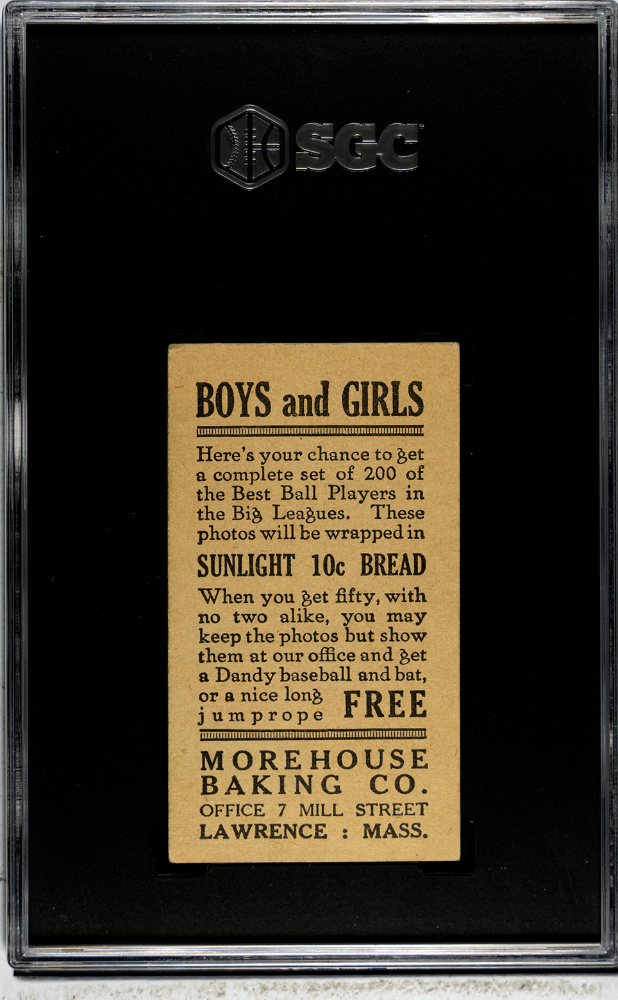 SGC
BOYS and GIRLS
Here's your chance to get
a complete set of 200 of
the Best Ball Players in
the Big Leagues. These
photos will be wrapped in
SUNLIGHT 10c BREAD
When you get fifty, with
no two alike, you may
keep the photos but show
them at our office and get
a Dandy baseball and bat,
or a nice long
jumprope FREE
MOREHOUSE
BAKING CO.
OFFICE 7 MILL STREET
LAWRENCE : MASS.